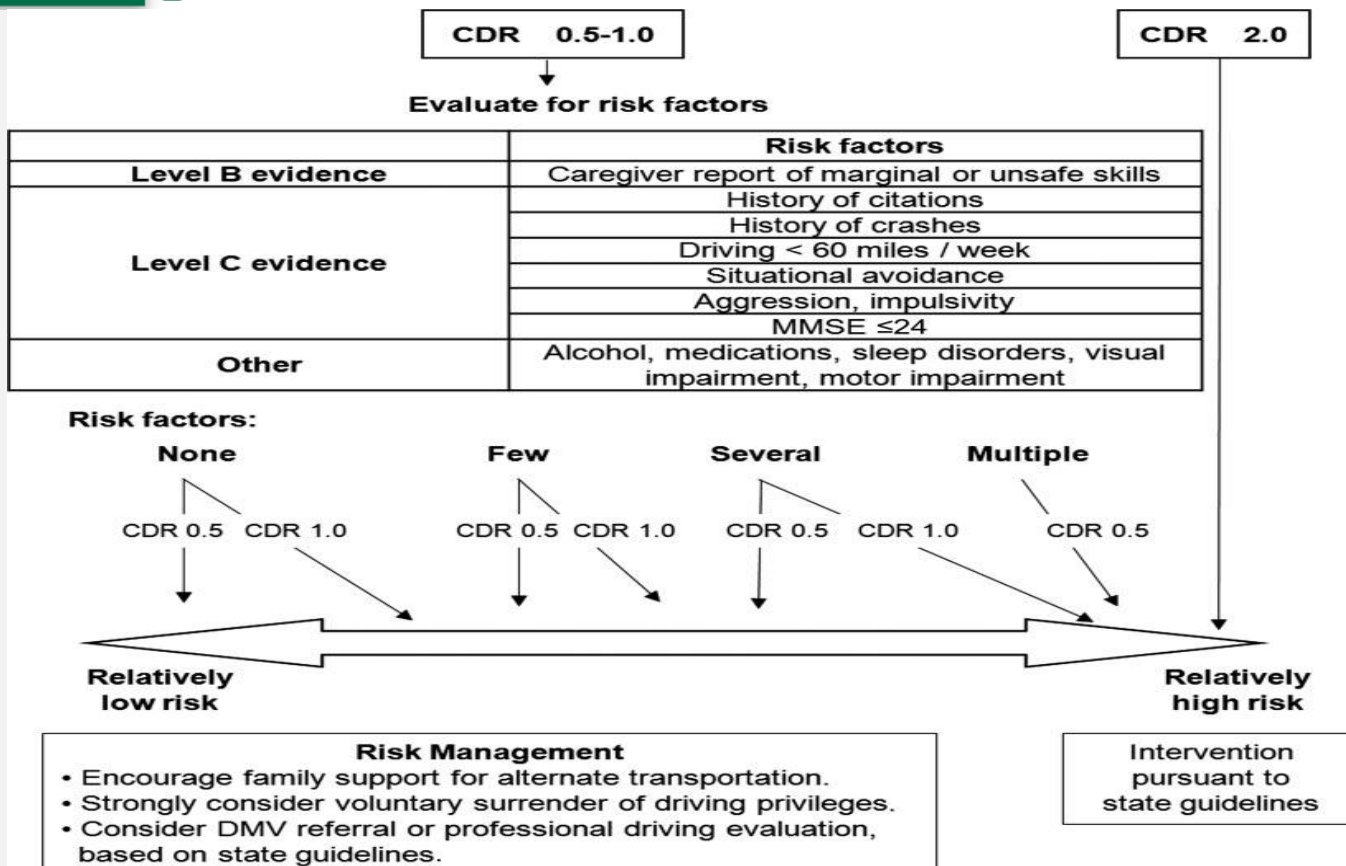 CDR 0.5-1.0
CDR 2.0
Evaluate for risk factors
Risk factors
Level B evidence
Caregiver report of marginal or unsafe skills
Level C evidence
History of citations
History of crashes
Driving < 60 miles / week
Situational avoidance
Aggression, impulsivity
MMSE ≤24
Other
Alcohol, medications, sleep disorders, visual
impairment, motor impairment
Risk factors:
None Few Several Multiple
CDR 0.5 CDR 1.0 CDR 0.5 CDR 1.0 CDR 0.5 CDR 1.0 CDR 0.5
Relatively
low risk
Relatively
high risk
Risk Management
• Encourage family support for alternate transportation.
• Strongly consider voluntary surrender of driving privileges.
• Consider DMV referral or professional driving evaluation,
based on state guidelines.
Intervention
pursuant to
state guidelines